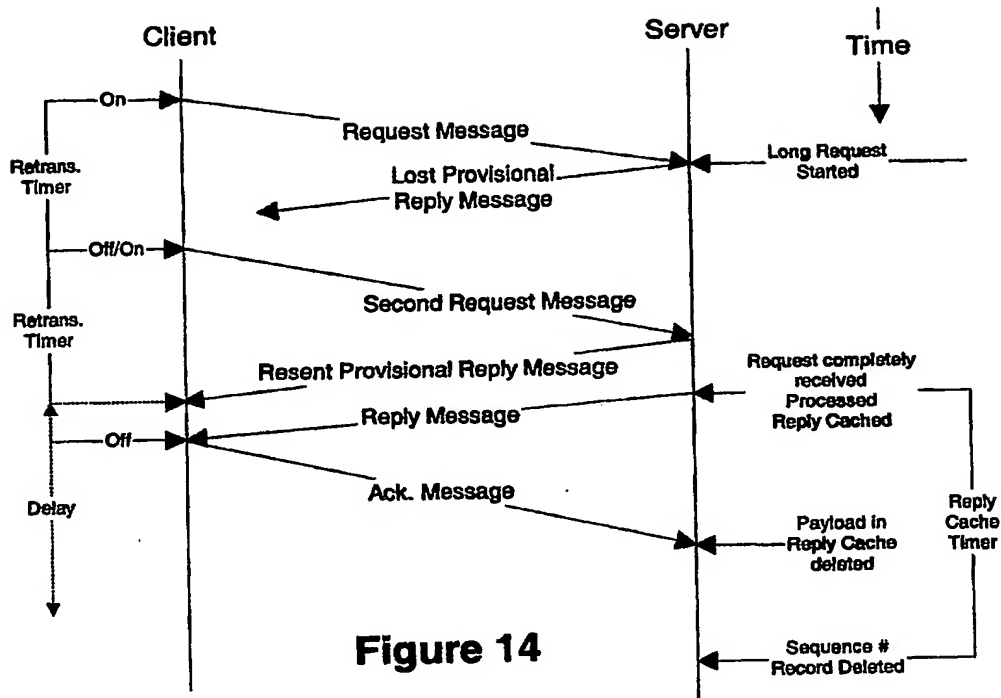 Client
Server
Time
On
Request Message
Retrans.
Timer
Long Request
Started
Lost Provisional
Reply Message
Off/On
Second Request Message
Retrans.
Timer
Resent Provisional Reply Message
Request completely
received
Processed
Reply Cached
Reply Message
Off
Ack. Message
Delay
Payload in
Reply Cache
deleted
Reply
Cache
Timer
Figure 14
Sequence #
Record Deleted